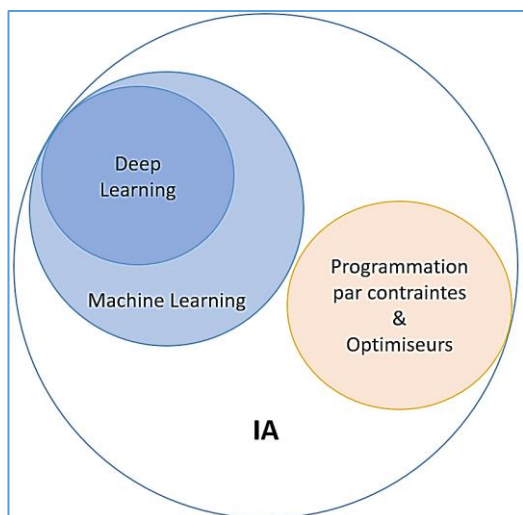 Deep
Learning
Machine Learning
Programmation
par contraintes
&
Optimiseurs
IA